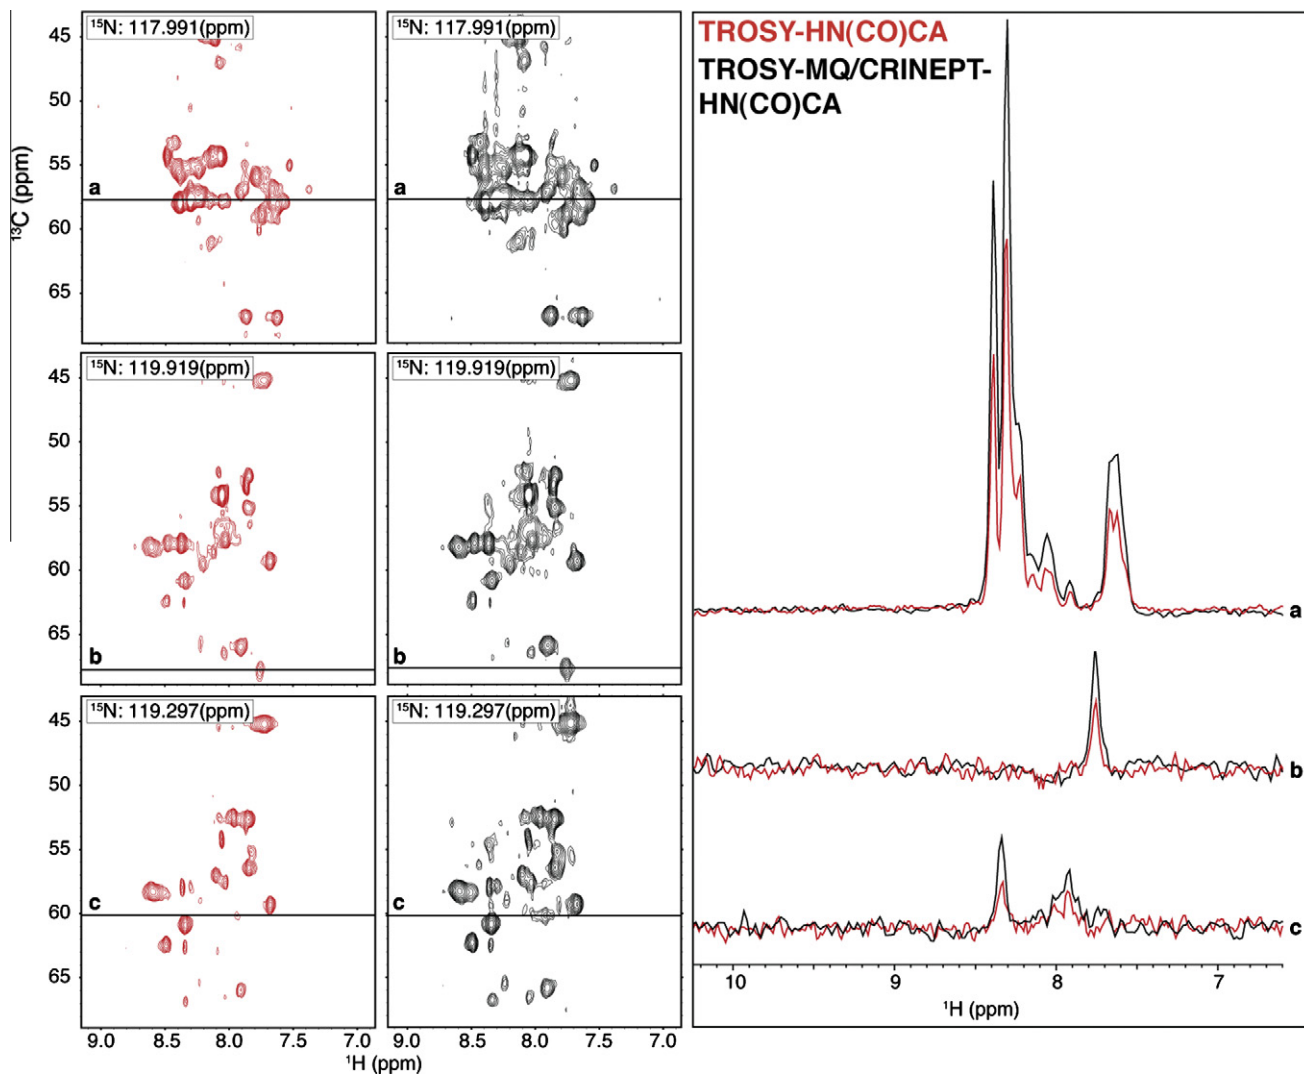 ¹⁵N: 117.991(ppm)
¹⁵N: 117.991(ppm)
45
50
55
60
65
a
a
¹³C (ppm)
¹⁵N: 119.919(ppm)
¹⁵N: 119.919(ppm)
45
50
55
60
65
b
b
¹⁵N: 119.297(ppm)
¹⁵N: 119.297(ppm)
45
50
55
60
65
c
c
9.0 8.5 8.0 7.5 7.0
9.0 8.5 8.0 7.5 7.0
¹H (ppm)
TROSY-HN(CO)CA
TROSY-MQ/CRINEPT-
HN(CO)CA
a
b
c
10 9 8 7
¹H (ppm)